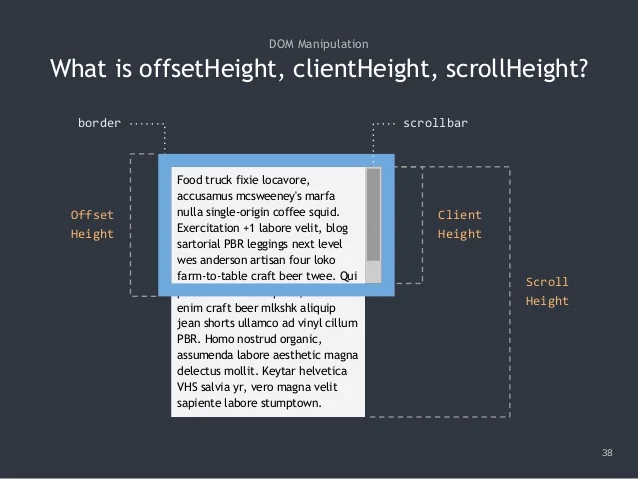 DOM Manipulation
What is offsetHeight, clientHeight, scrollHeight?
border
scrollbar
Food truck fixie locavore,
accusamus mcsweeney's marfa
nulla single-origin coffee squid.
Exercitation +1 labore velit, blog
sartorial PBR leggings next level
wes anderson artisan four loko
farm-to-table craft beer twee. Qui
enim craft beer mlkshk aliquip
jean shorts ullamco ad vinyl cillum
PBR. Homo nostrud organic,
assumenda labore aesthetic magna
delectus mollit. Keytar helvetica
VHS salvia yr, vero magna velit
sapiente labore stumptown.
Offset
Height
Client
Height
Scroll
Height
38